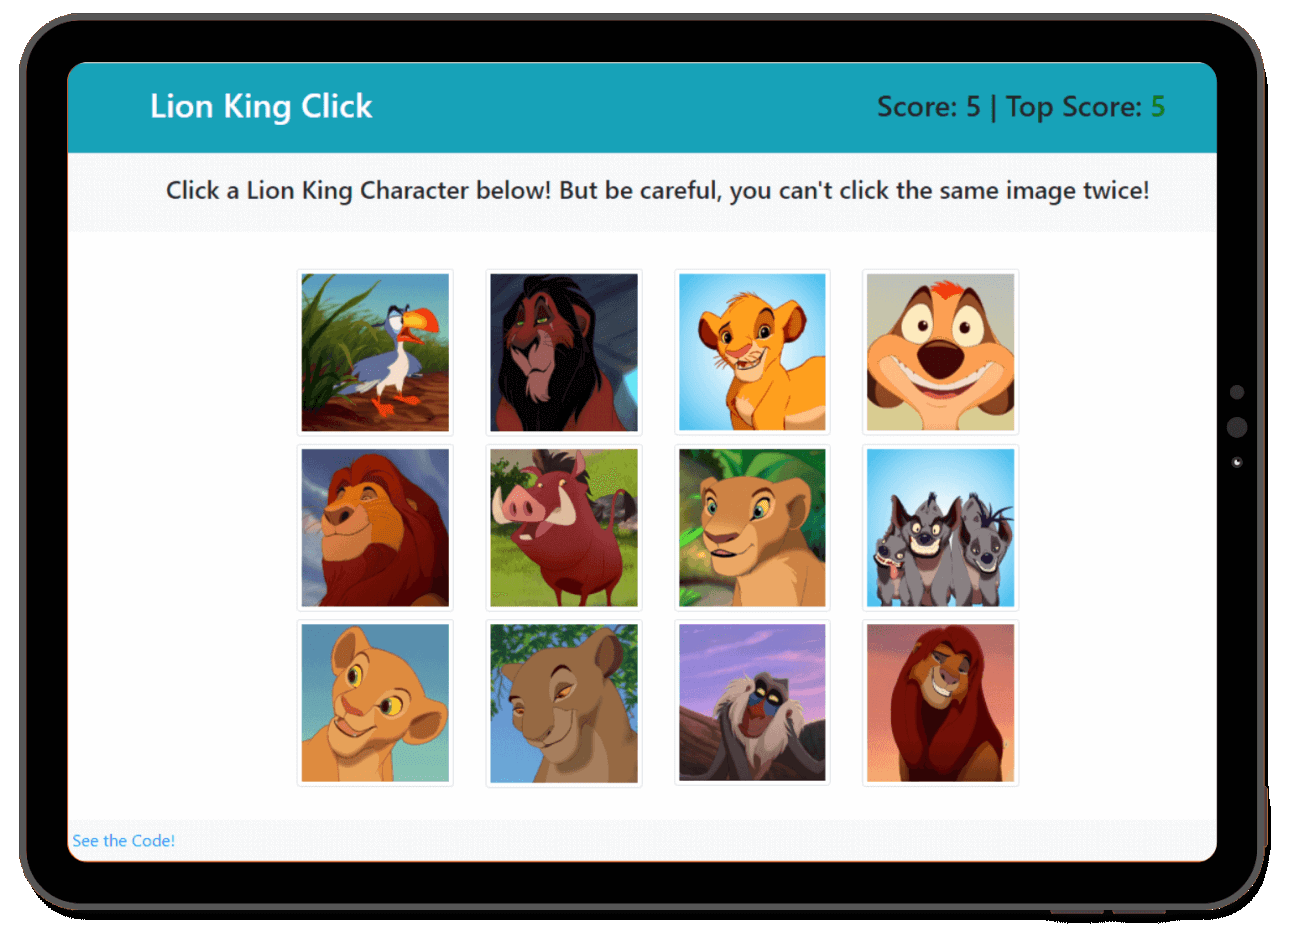 Lion King Click
Score: 5 | Top Score: 5
Click a Lion King Character below! But be careful, you can't click the same image twice!
See the Code!